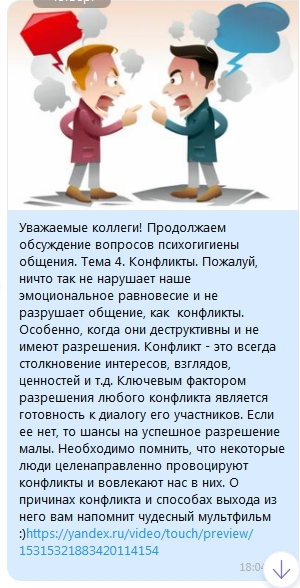 Уважаемые коллеги! Продолжаем
обсуждение вопросов психогигиены
общения. Тема 4. Конфликты. Пожалуй,
ничто так не нарушает наше
эмоциональное равновесие и не
разрушает общение, как  конфликты.
Особенно, когда они деструктивны и не
имеют разрешения. Конфликт - это всегда
столкновение интересов, взглядов,
ценностей и т.д. Ключевым фактором
разрешения любого конфликта является
готовность к диалогу его участников. Если
ее нет, то шансы на успешное разрешение
малы. Необходимо помнить, что некоторые
люди целенаправленно провоцируют
конфликты и вовлекают нас в них. О
причинах конфликта и способах выхода из
него вам напомнит чудесный мультфильм
:)https://yandex.ru/video/touch/preview/
15315321883420114154